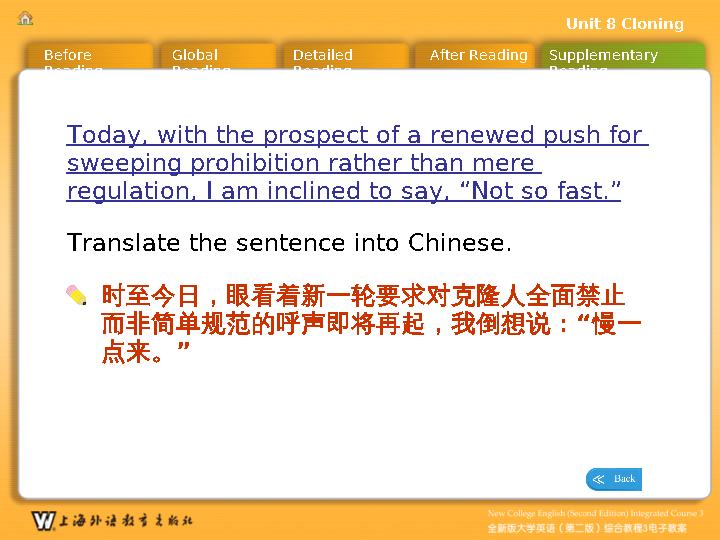 Unit 8 Cloning
Before Reading
Global Reading
Detailed Reading
After Reading
Supplementary Reading
Today, with the prospect of a renewed push for
sweeping prohibition rather than mere
regulation, I am inclined to say, “Not so fast.”
Translate the sentence into Chinese.
时至今日，眼看着新一轮要求对克隆人全面禁止
而非简单规范的呼声即将再起，我倒想说：“慢一
点来。”
Back
W 上海外语教育出版社
New College English (Second Edition) Integrated Course 3
全新版大学英语（第二版）综合教程3电子教案